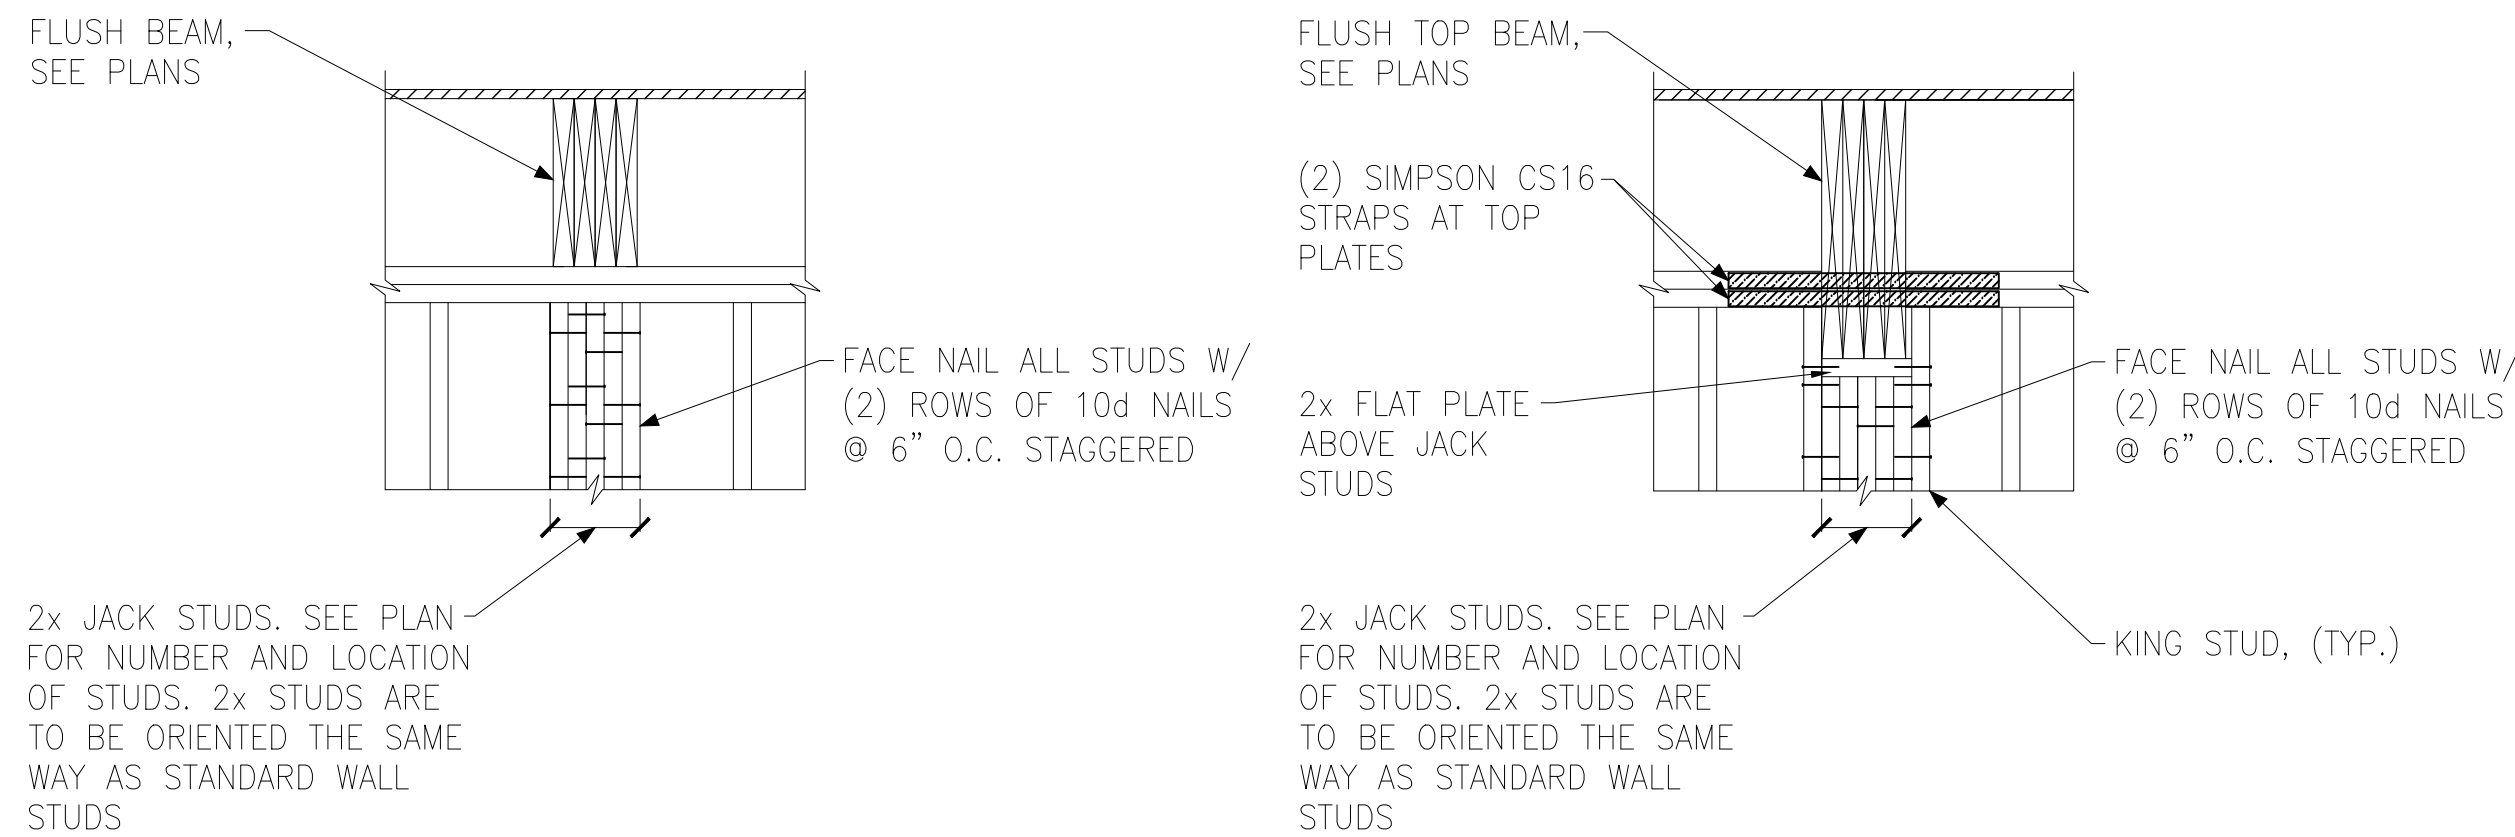 FLUSH BEAM,
SEE PLANS
FACE NAIL ALL STUDS W/
(2) ROWS OF 10d NAILS
@ 6” O.C. STAGGERED
2x JACK STUDS. SEE PLAN
FOR NUMBER AND LOCATION
OF STUDS. 2x STUDS ARE
TO BE ORIENTED THE SAME
WAY AS STANDARD WALL
STUDS
FLUSH TOP BEAM,
SEE PLANS
(2) SIMPSON CS16
STRAPS AT TOP
PLATES
2x FLAT PLATE
ABOVE JACK
STUDS
FACE NAIL ALL STUDS W/
(2) ROWS OF 10d NAILS
@ 6” O.C. STAGGERED
2x JACK STUDS. SEE PLAN
FOR NUMBER AND LOCATION
OF STUDS. 2x STUDS ARE
TO BE ORIENTED THE SAME
WAY AS STANDARD WALL
STUDS
KING STUD, (TYP.)